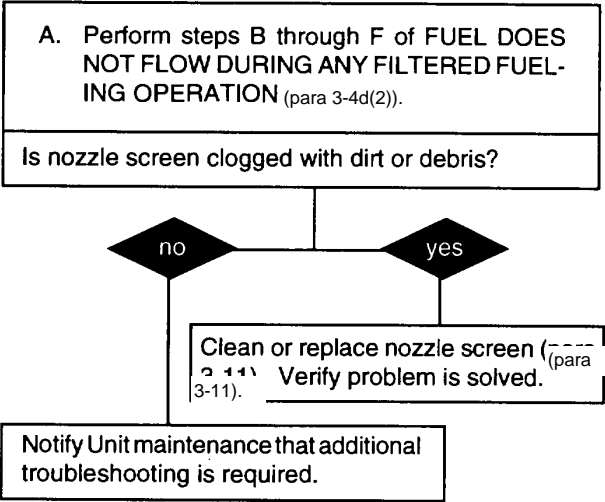 A. Perform steps B through F of FUEL DOES
NOT FLOW DURING ANY FILTERED FUEL-
ING OPERATION (para 3-4d(2)).
Is nozzle screen clogged with dirt or debris?
no
yes
Clean or replace nozzle screen (para
3-11). Verify problem is solved.
Notify Unit maintenance that additional
troubleshooting is required.